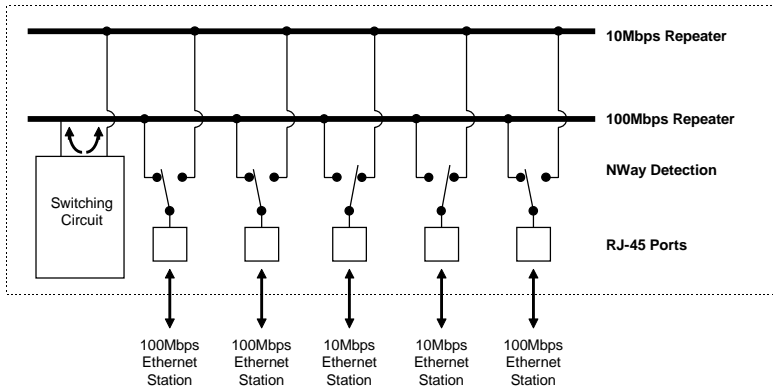 10Mbps Repeater
100Mbps Repeater
NWay Detection
Switching
Circuit
RJ-45 Ports
100Mbps
Ethernet
Station
100Mbps
Ethernet
Station
10Mbps
Ethernet
Station
10Mbps
Ethernet
Station
100Mbps
Ethernet
Station